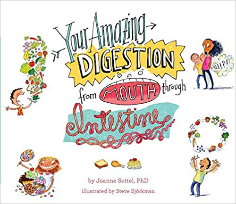 Your Amazing
DIGESTION
from MOUTH through
Intestine
by Joanne Settel, PhD
illustrated by Steve Björkman